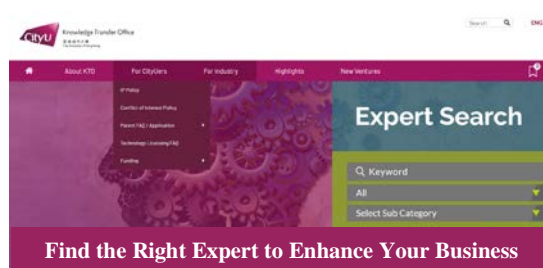 CityU
Knowledge Transfer Office
Search
ENG
About KTO
For CityUers
For Industry
Highlights
New Ventures
IP Policy
Conflict of Interest Policy
Patent FAQ / Application
Technology Licensing FAQ
Funding
Expert Search
Keyword
All
Select Sub Category
Find the Right Expert to Enhance Your Business